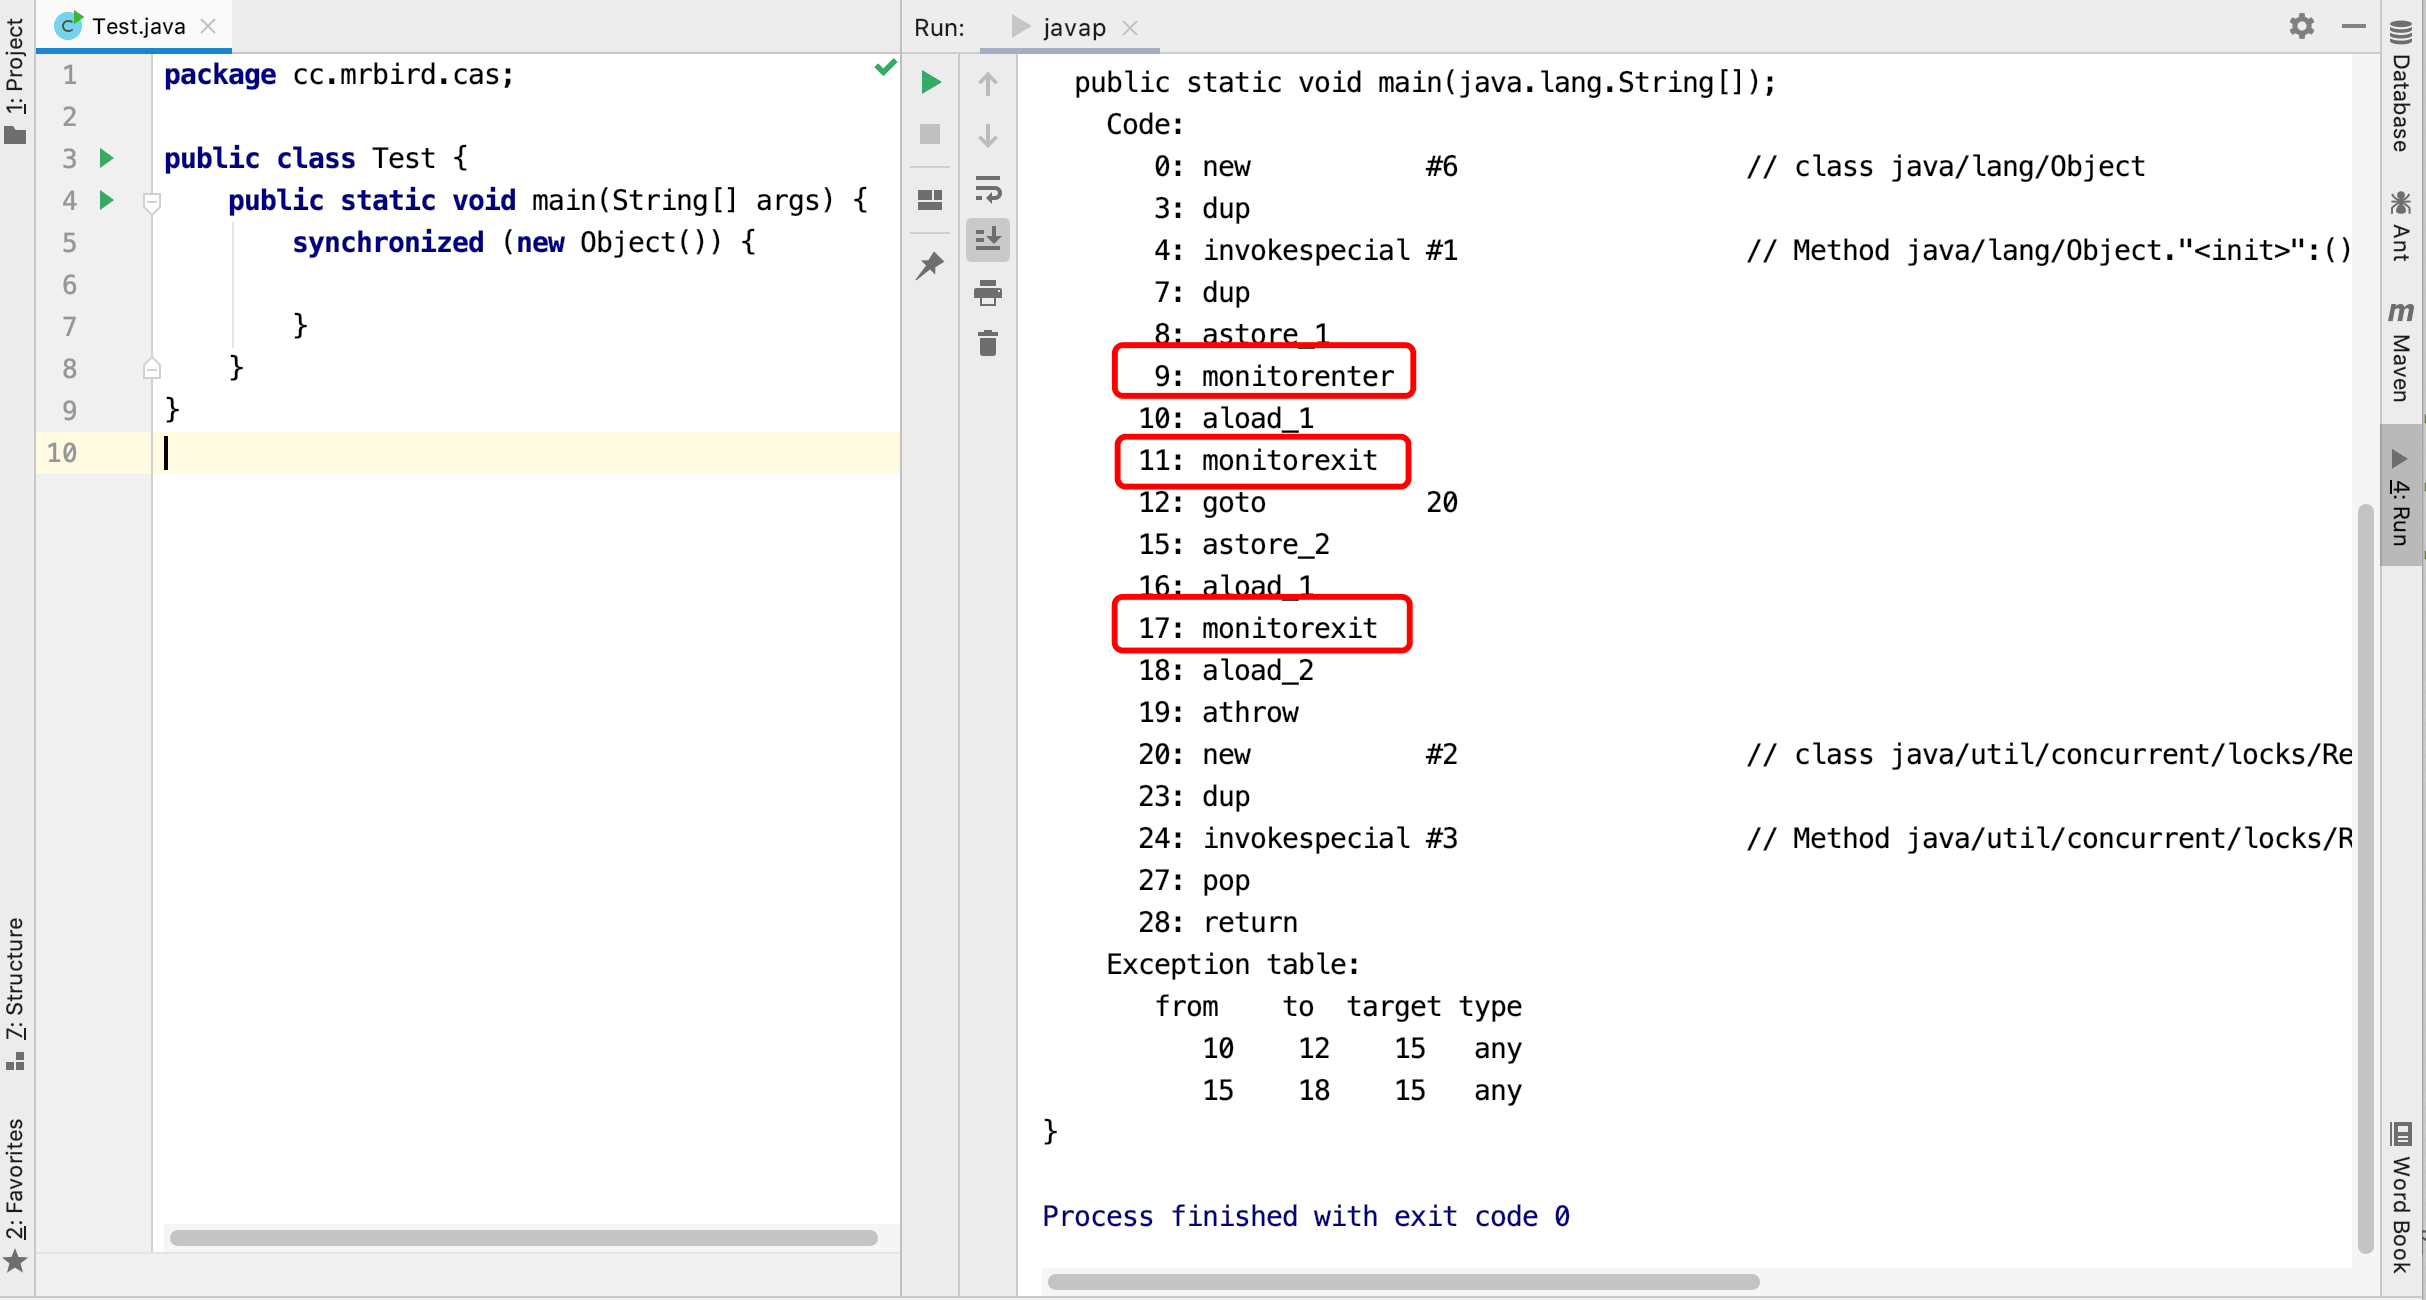 1: Project
7: Structure
2: Favorites
Test.java
1 package cc.mrbird.cas;
2
3 public class Test {
4     public static void main(String[] args) {
5         synchronized (new Object()) {
6
7         }
8     }
9 }
10
Run: javap
public static void main(java.lang.String[]);
Code:
0: new #6 // class java/lang/Object
3: dup
4: invokespecial #1 // Method java/lang/Object."<init>":()
7: dup
8: astore_1
9: monitorenter
10: aload_1
11: monitorexit
12: goto 20
15: astore_2
16: aload_1
17: monitorexit
18: aload_2
19: athrow
20: new #2 // class java/util/concurrent/locks/Re
23: dup
24: invokespecial #3 // Method java/util/concurrent/locks/R
27: pop
28: return
Exception table:
from to target type
10 12 15 any
15 18 15 any
}
Process finished with exit code 0
Database
Ant
Maven
4: Run
Word Book